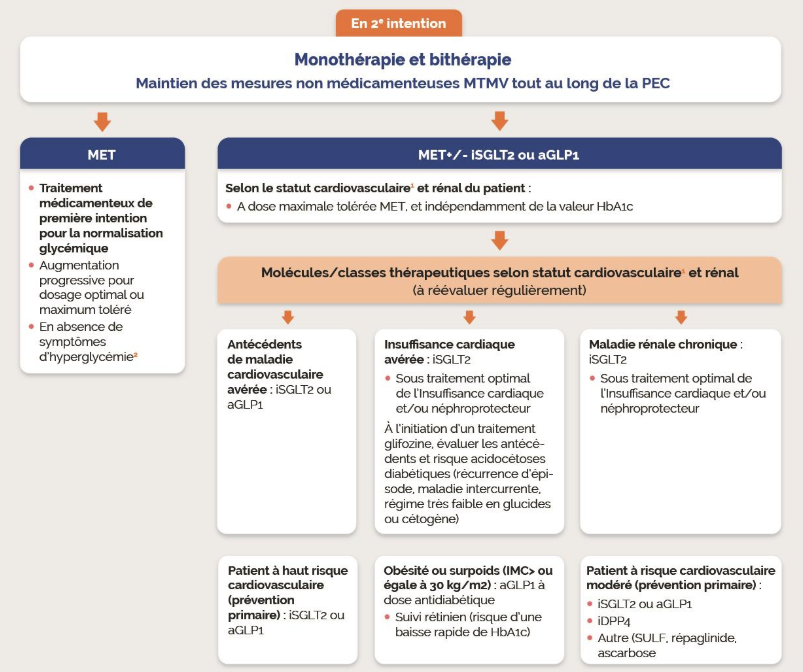 En 2ᵉ intention
Monothérapie et bithérapie
Maintien des mesures non médicamenteuses MTMV tout au long de la PEC
MET
• Traitement
médicamenteux de
première intention
pour la normalisation
glycémique
• Augmentation
progressive pour
dosage optimal ou
maximum toléré
• En absence de
symptômes
d'hyperglycémie²
MET+/- iSGLT2 ou aGLP1
Selon le statut cardiovasculaire¹ et rénal du patient :
• A dose maximale tolérée MET, et indépendamment de la valeur HbA1c
Molécules/classes thérapeutiques selon statut cardiovasculaire¹ et rénal
(à réévaluer régulièrement)
Antécédents
de maladie
cardiovasculaire
avérée : iSGLT2 ou
aGLP1
Insuffisance cardiaque
avérée : iSGLT2
• Sous traitement optimal
de l'Insuffisance cardiaque
et/ou néphroprotecteur
À l'initiation d'un traitement
glifozine, évaluer les antécé-
dents et risque acidocétoses
diabétiques (récurrence d'épi-
sode, maladie intercurrente,
régime très faible en glucides
ou cétogène)
Maladie rénale chronique :
iSGLT2
• Sous traitement optimal de
l'Insuffisance cardiaque et/ou
néphroprotecteur
Patient à haut risque
cardiovasculaire
(prévention
primaire) : iSGLT2 ou
aGLP1
Obésité ou surpoids (IMC> ou
égale à 30 kg/m2) : aGLP1 à
dose antidiabétique
• Suivi rétinien (risque d'une
baisse rapide de HbA1c)
Patient à risque cardiovasculaire
modéré (prévention primaire) :
• iSGLT2 ou aGLP1
• iDPP4
• Autre (SULF, répaglinide,
ascarbose